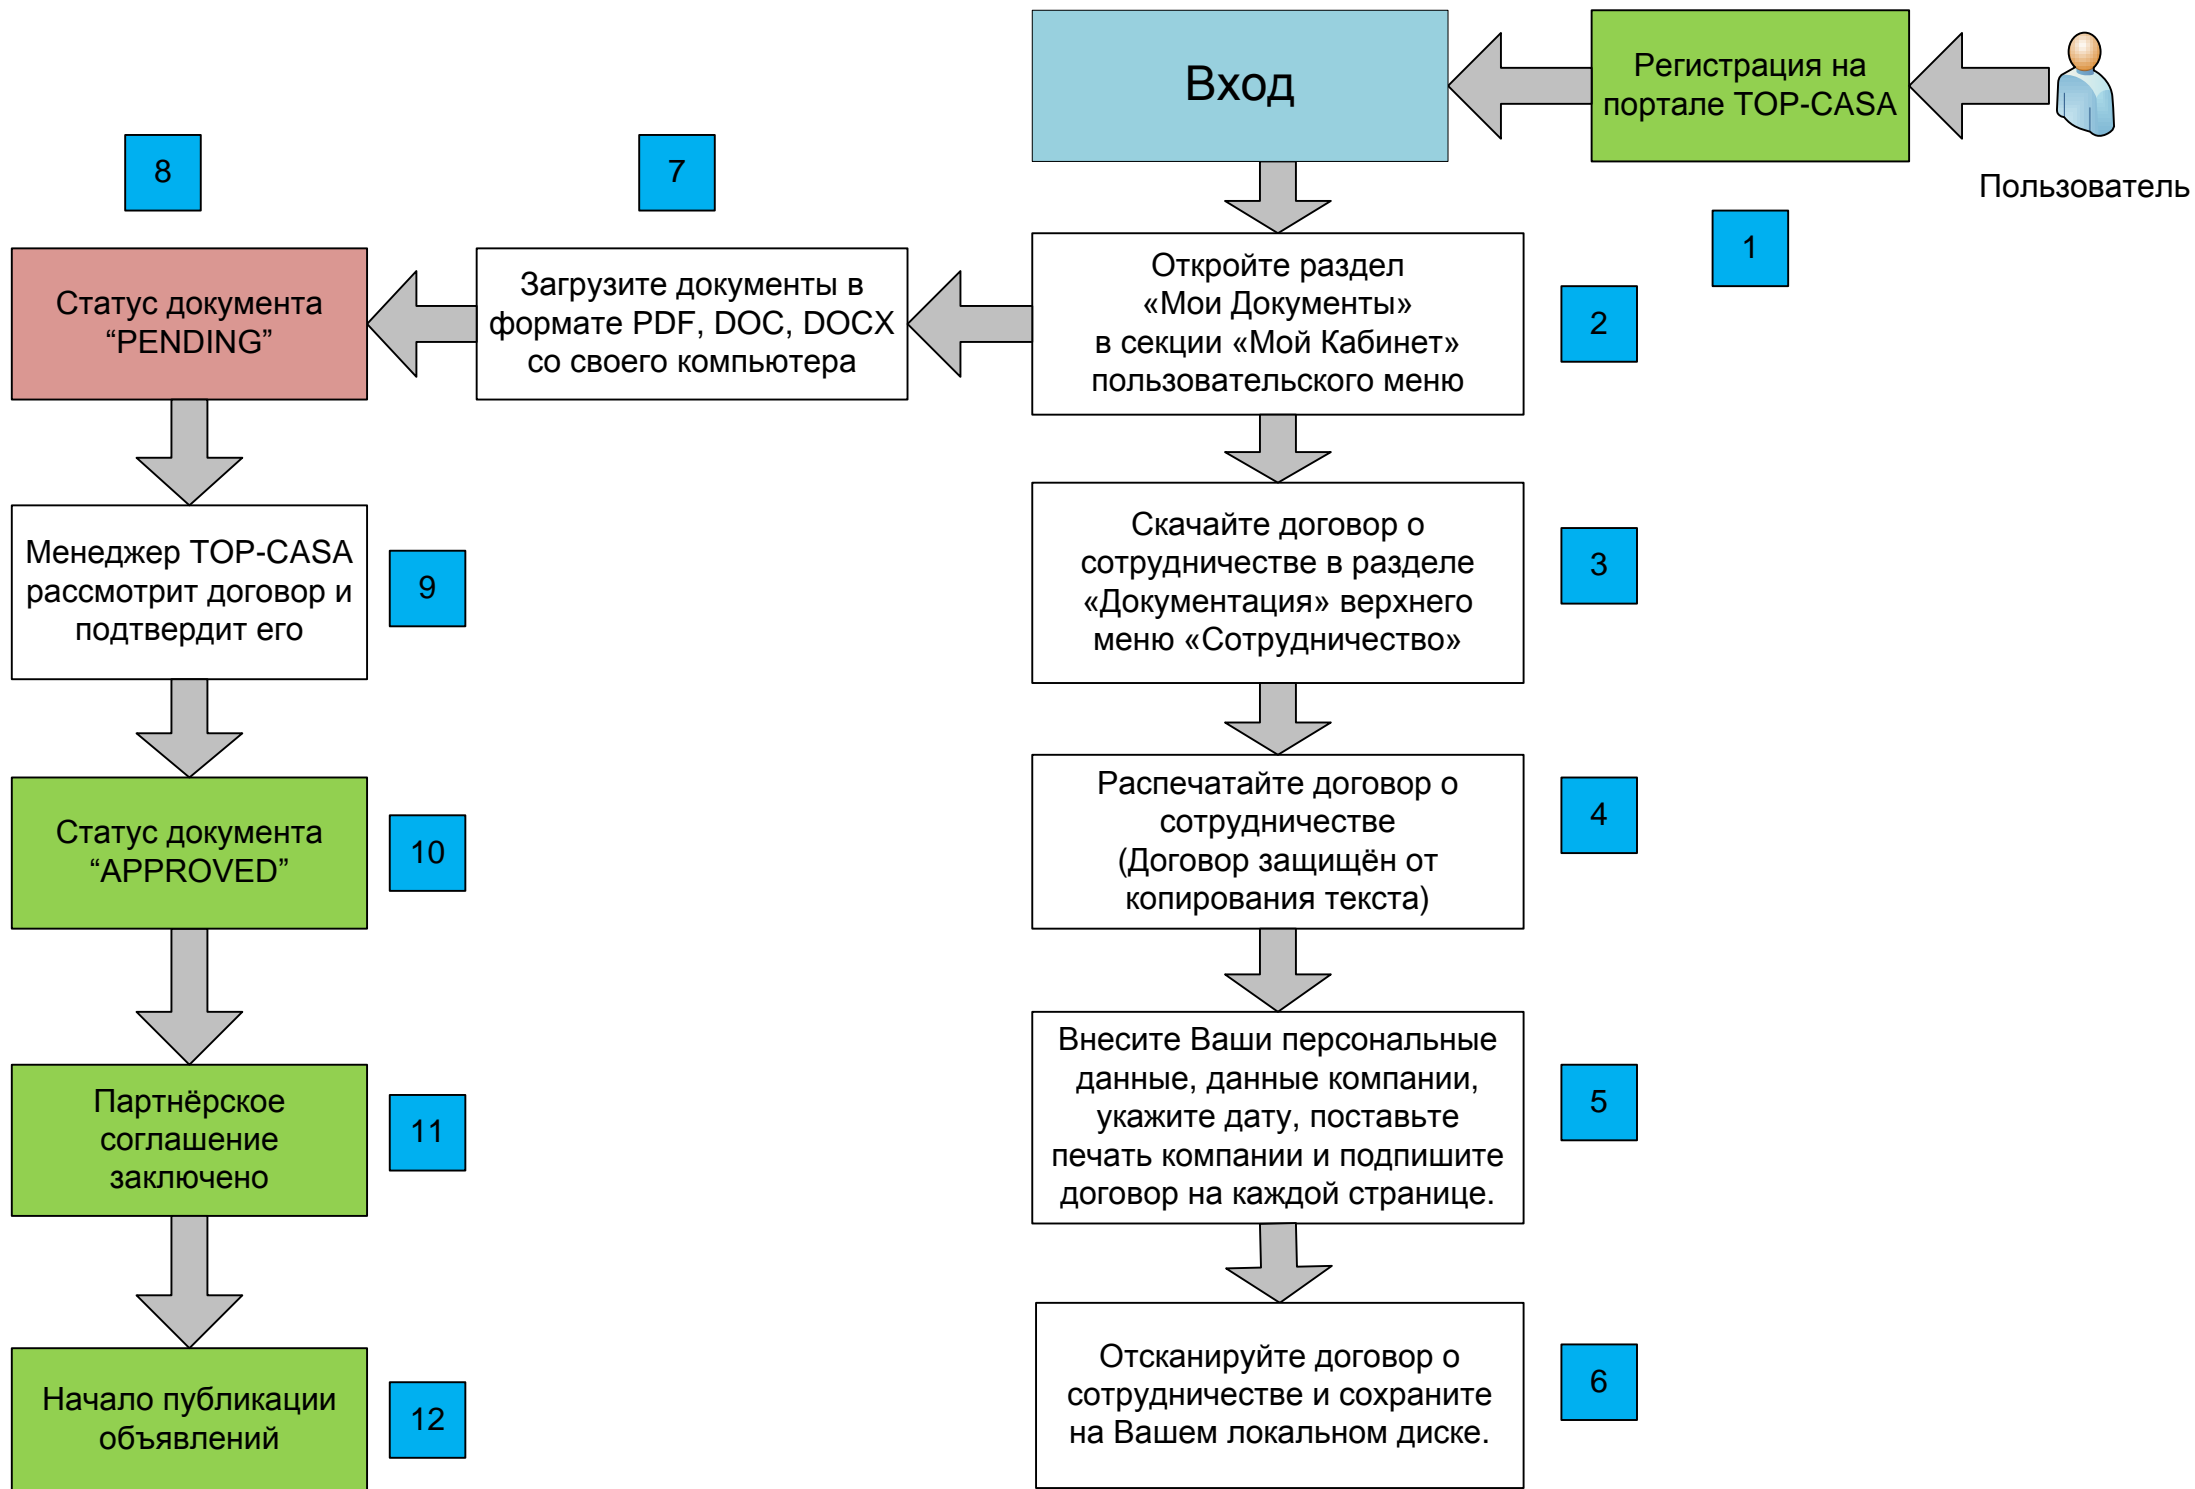 Вход
Регистрация на
портале TOP-CASA
Пользователь
1
Откройте раздел
«Мои Документы»
в секции «Мой Кабинет»
пользовательского меню
2
Скачайте договор о
сотрудничестве в разделе
«Документация» верхнего
меню «Сотрудничество»
3
Распечатайте договор о
сотрудничестве
(Договор защищён от
копирования текста)
4
Внесите Ваши персональные
данные, данные компании,
укажите дату, поставьте
печать компании и подпишите
договор на каждой странице.
5
Отсканируйте договор о
сотрудничестве и сохраните
на Вашем локальном диске.
6
7
Загрузите документы в
формате PDF, DOC, DOCX
со своего компьютера
8
Статус документа
“PENDING”
Менеджер TOP-CASA
рассмотрит договор и
подтвердит его
9
Статус документа
“APPROVED”
10
Партнёрское
соглашение
заключено
11
Начало публикации
объявлений
12